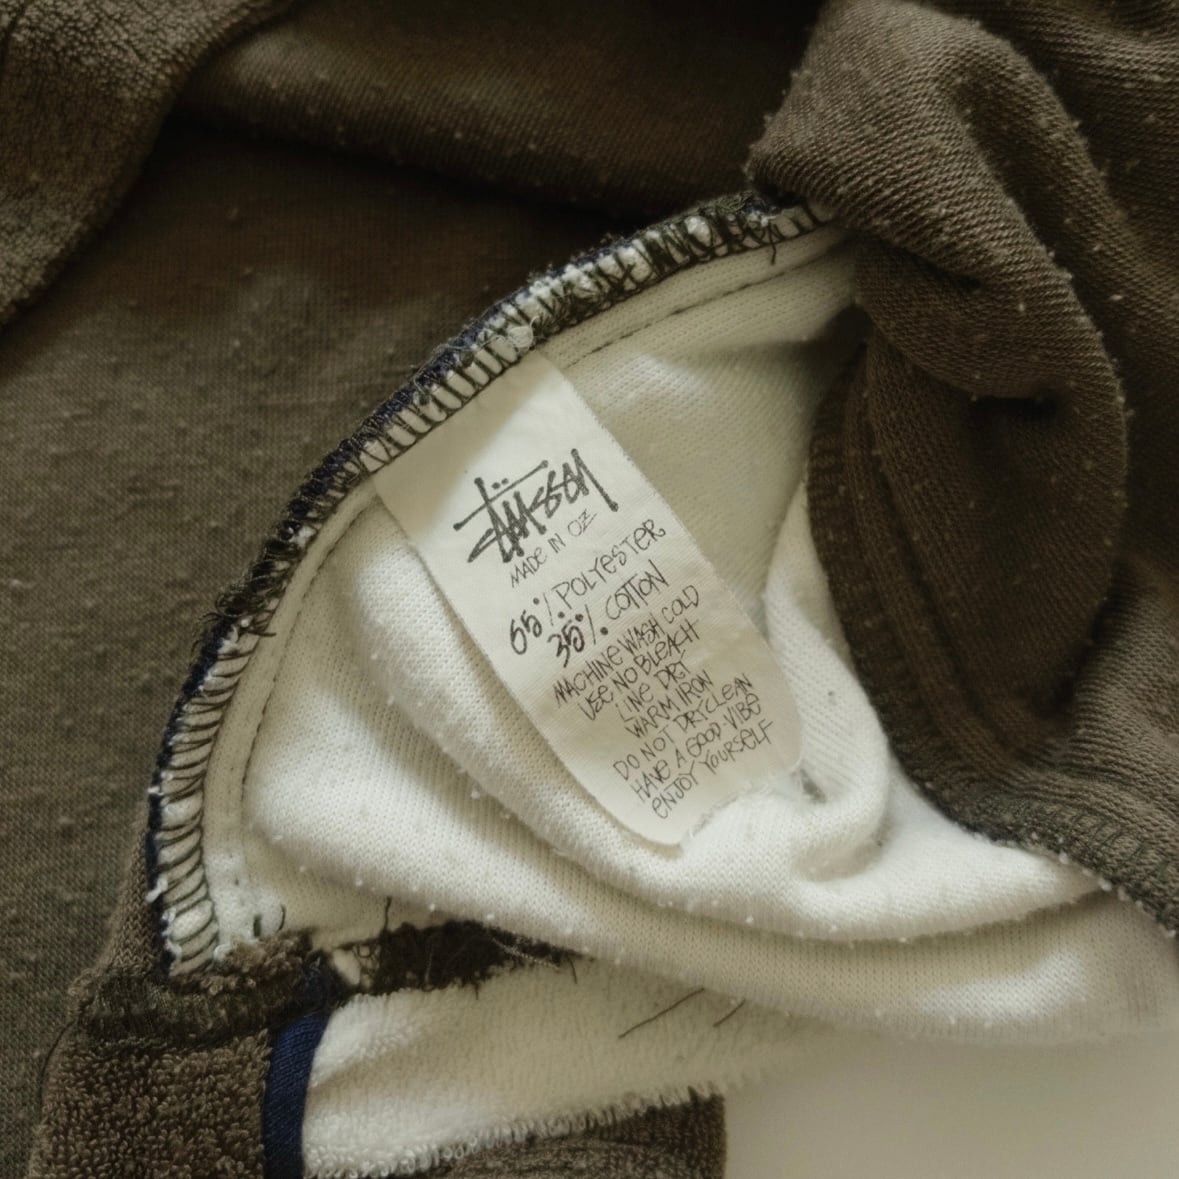 Stüssy
MADE IN OZ
65% POLYESTER
35% COTTON
MACHINE WASH COLD
USE NO BLEACH
LINE DRY
WARM IRON
DO NOT DRYCLEAN
HAVE A GOOD VIBE
ENJOY YOURSELF